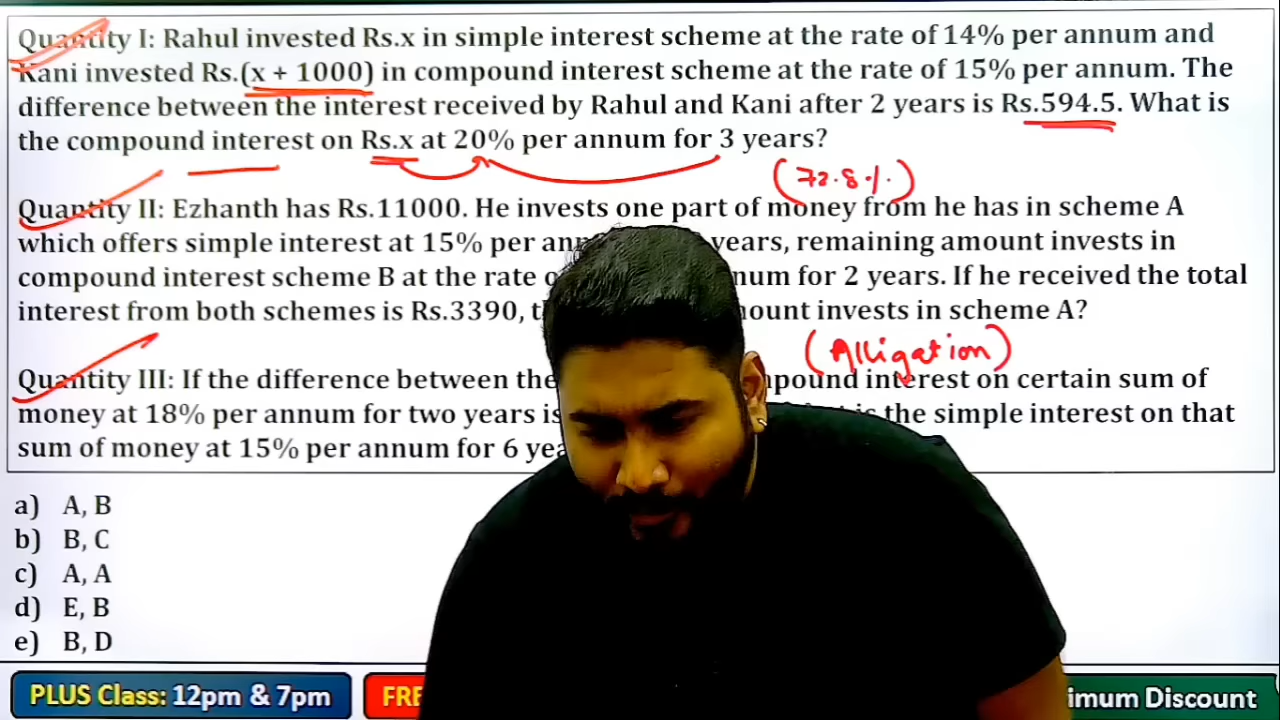 Quantity I: Rahul invested Rs.x in simple interest scheme at the rate of 14% per annum and
Kani invested Rs.(x + 1000) in compound interest scheme at the rate of 15% per annum. The
difference between the interest received by Rahul and Kani after 2 years is Rs.594.5. What is
the compound interest on Rs.x at 20% per annum for 3 years?
(72.8%)
Quantity II: Ezhanth has Rs.11000. He invests one part of money from he has in scheme A
which offers simple interest at 15% per years, remaining amount invests in
compound interest scheme B at the rate for 2 years. If he received the total
interest from both schemes is Rs.3390, invests in scheme A?
(Alligation)
Quantity III: If the difference between the interest on certain sum of
money at 18% per annum for two years is the simple interest on that
sum of money at 15% per annum for 6
a) A, B
b) B, C
c) A, A
d) E, B
e) B, D
PLUS Class: 12pm & 7pm
Discount